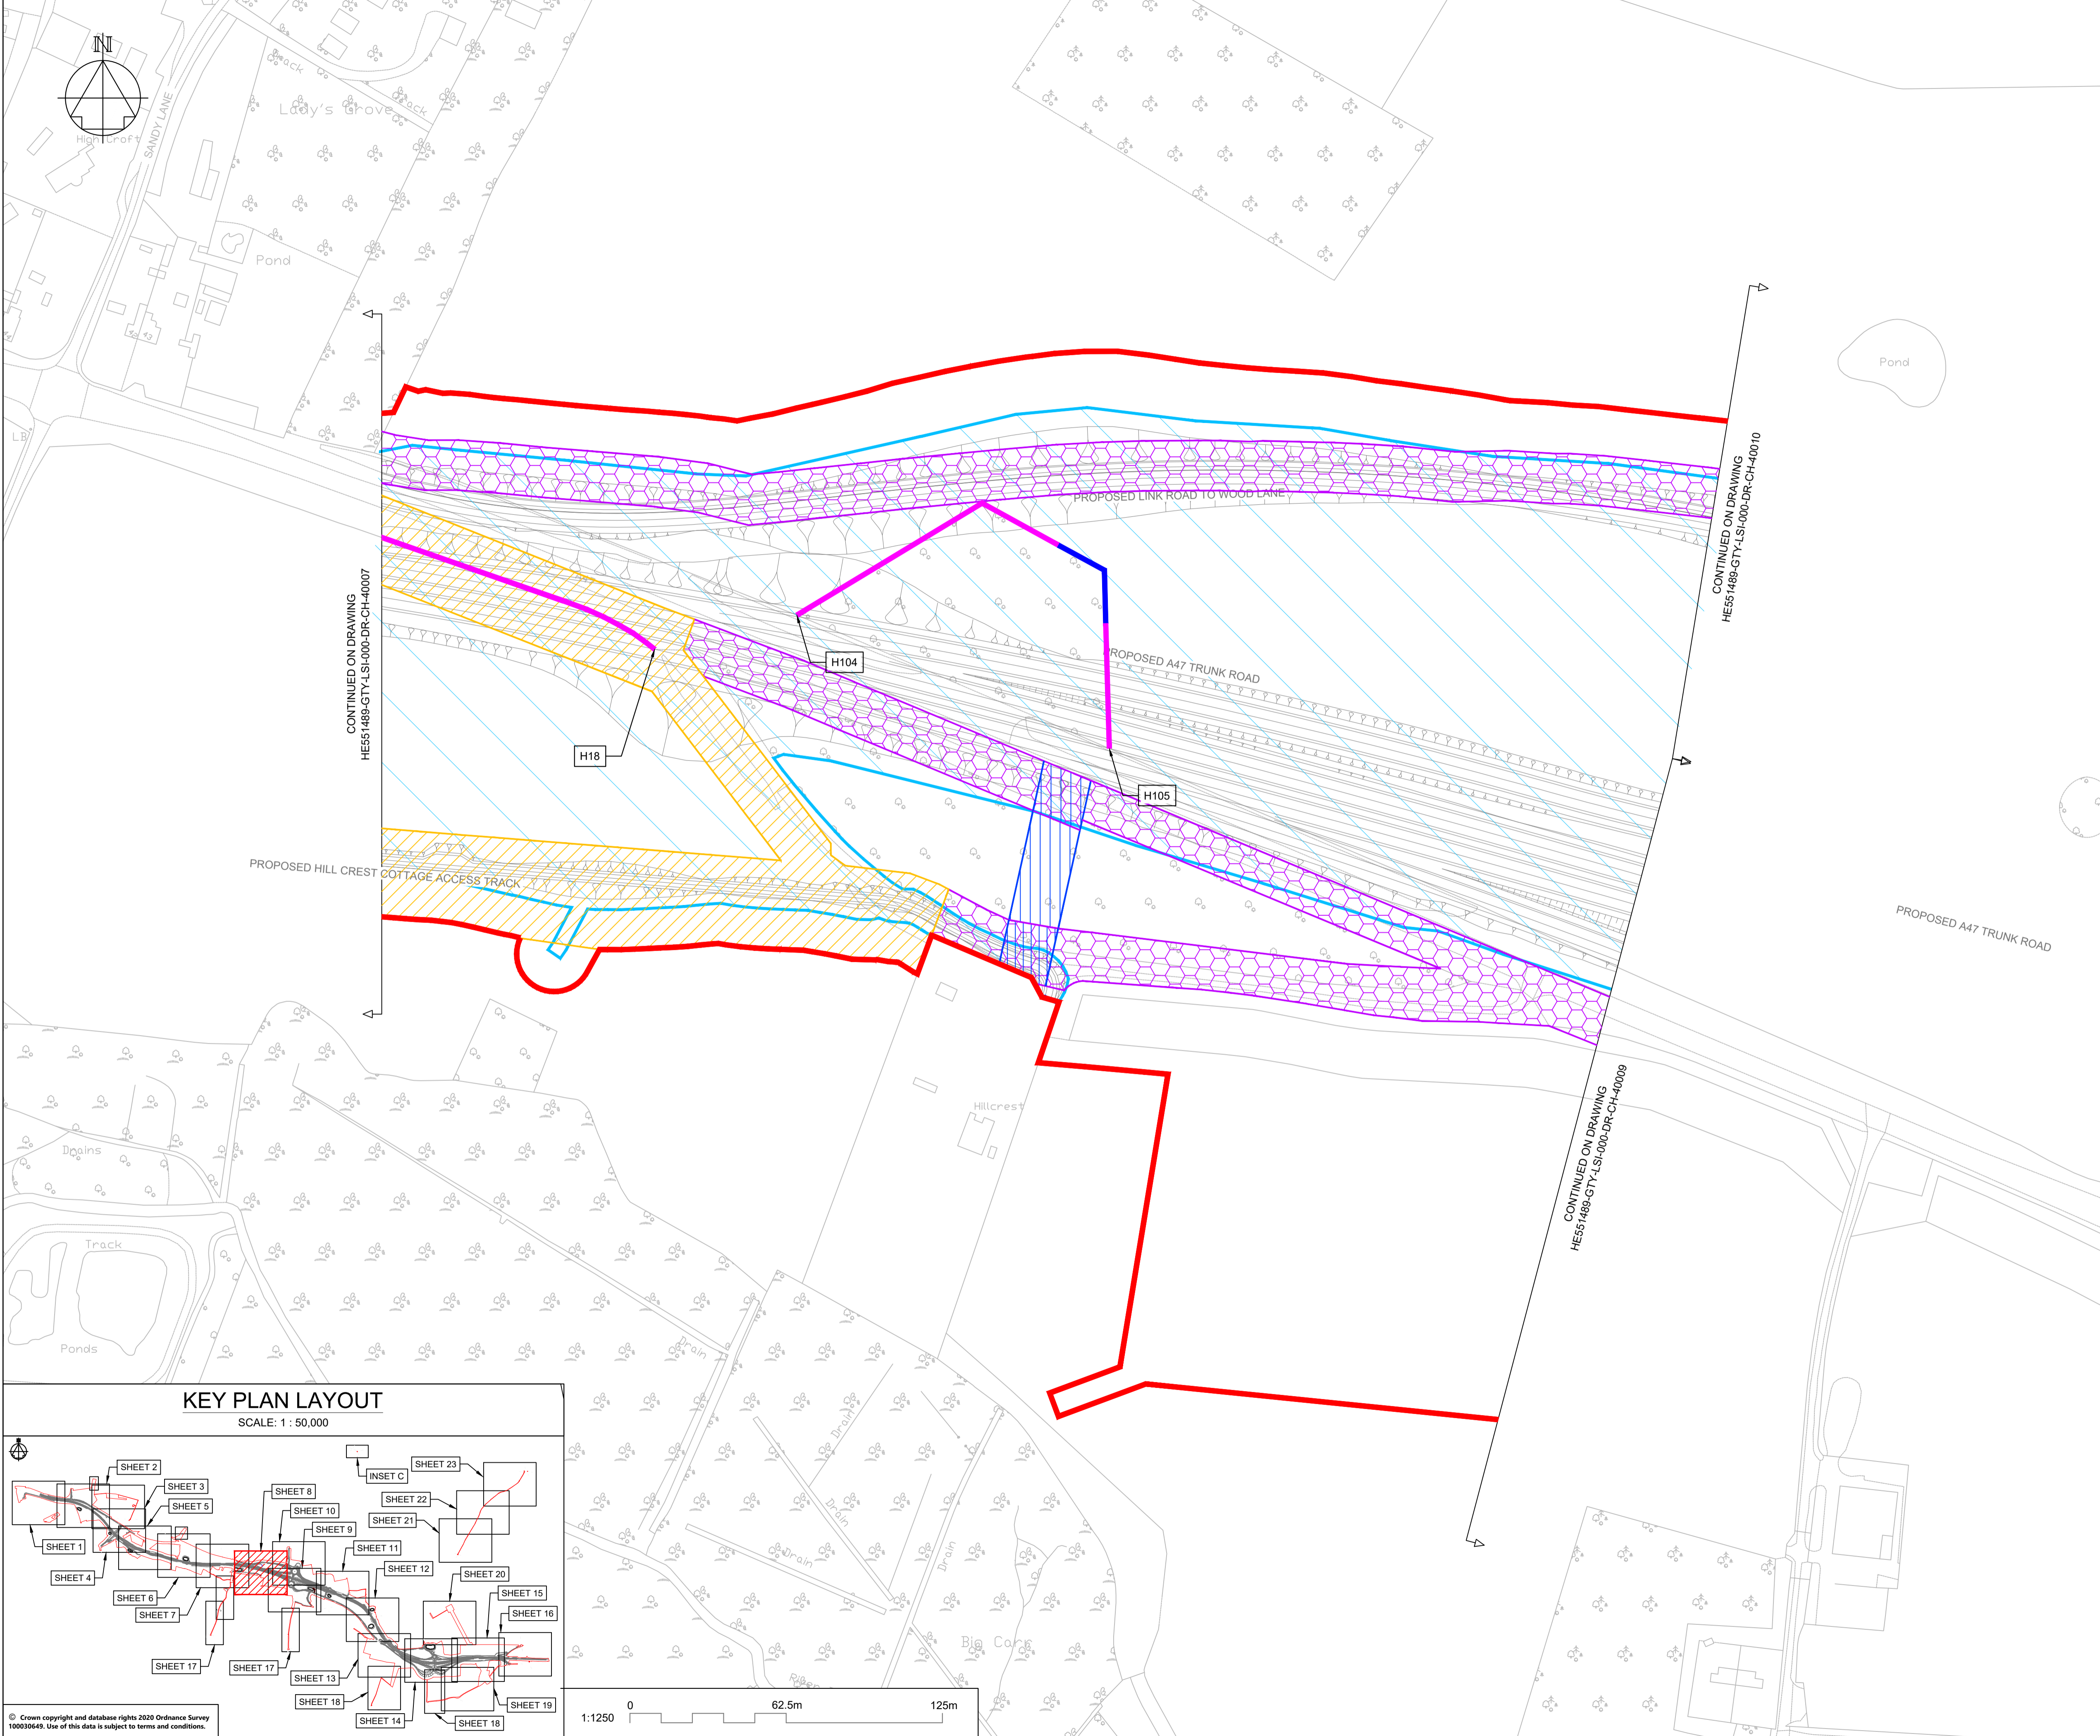 N
SANDY LANE
High Croft
Track
Track
Lady's Grove
Pond
42
43
LB
Pond
CONTINUED ON DRAWING
HE551489-GTY-LSI-000-DR-CH-40007
CONTINUED ON DRAWING
HE551489-GTY-LSI-000-DR-CH-40010
PROPOSED LINK ROAD TO WOOD LANE
H104
PROPOSED A47 TRUNK ROAD
H18
H105
PROPOSED HILL CREST COTTAGE ACCESS TRACK
PROPOSED A47 TRUNK ROAD
CONTINUED ON DRAWING
HE551489-GTY-LSI-000-DR-CH-40009
Hillcrest
Drains
Track
Ponds
Drain
Drain
Drain
Drain
Drain
Big Carr
KEY PLAN LAYOUT
SCALE: 1 : 50,000
SHEET 2
SHEET 3
SHEET 5
SHEET 8
SHEET 10
SHEET 9
SHEET 11
SHEET 12
INSET C
SHEET 23
SHEET 22
SHEET 21
SHEET 20
SHEET 15
SHEET 16
SHEET 1
SHEET 4
SHEET 6
SHEET 7
SHEET 17
SHEET 17
SHEET 13
SHEET 18
SHEET 14
SHEET 18
SHEET 19
© Crown copyright and database rights 2020 Ordnance Survey
100030649. Use of this data is subject to terms and conditions.
1:1250
0
62.5m
125m